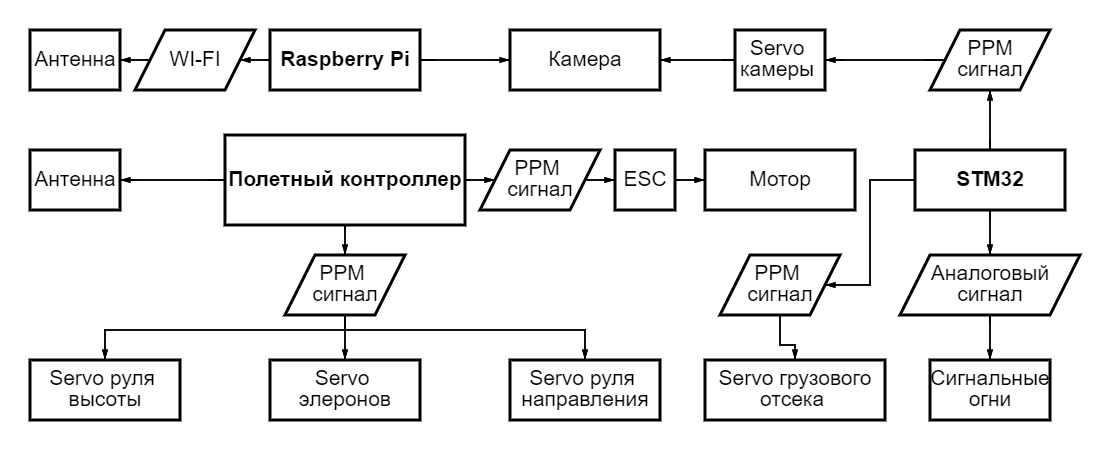 Антенна
WI-FI
Raspberry Pi
Камера
Servo
камеры
PPM
сигнал
Антенна
Полетный контроллер
PPM
сигнал
ESC
Мотор
STM32
PPM
сигнал
PPM
сигнал
Аналоговый
сигнал
Servo руля
высоты
Servo
элеронов
Servo руля
направления
Servo грузового
отсека
Сигнальные
огни